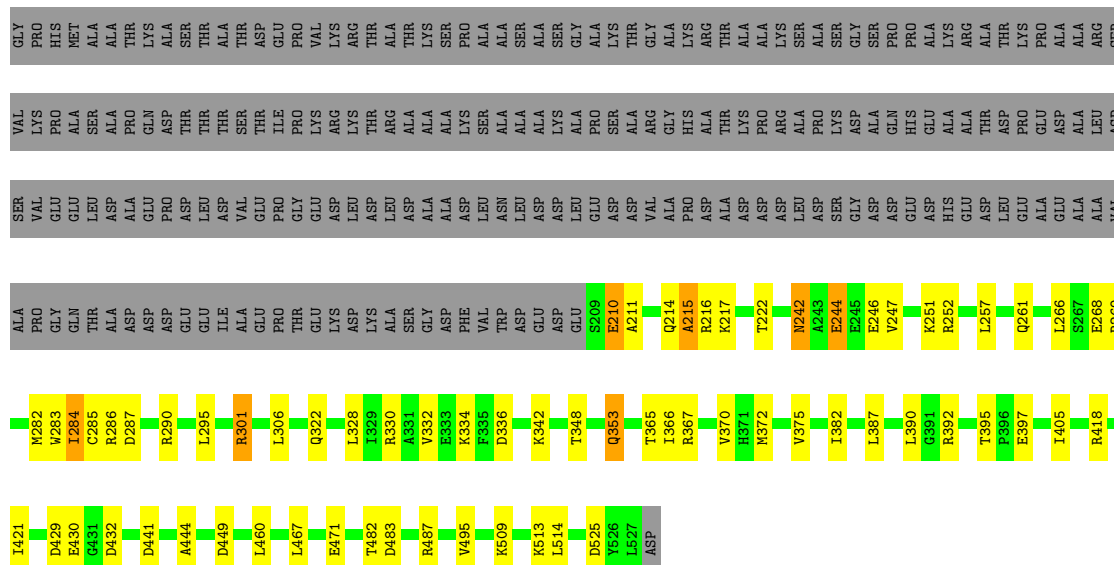 GLY PRO HIS MET ALA ALA THR LYS ALA SER THR ALA THR ASP GLU PRO VAL LYS ARG THR ALA THR LYS SER PRO ALA ALA SER ALA SER GLY ALA LYS THR GLY ALA LYS ARG THR ALA ALA LYS SER ALA SER GLY SER PRO PRO ALA LYS ARG ALA THR LYS PRO ALA ALA ARG SER
VAL LYS PRO ALA SER ALA ALA PRO GLN ASP THR THR THR SER THR ILE PRO LYS ARG LYS THR ARG ALA ALA ALA LYS SER ALA ALA ALA LYS ALA PRO SER ALA ARG GLY HIS ALA THR LYS PRO ARG ALA PRO LYS ASP ALA GLN HIS GLU ALA ALA THR ASP PRO GLU ASP ALA LEU ASP
SER VAL GLU GLU LEU ASP ALA GLU PRO ASP LEU ASP VAL GLU PRO GLY GLU ASP LEU ASP LEU ASP ALA ALA ASP LEU ASN LEU ASP ASP LEU GLU ASP ASP VAL ALA PRO ASP ALA ASP ASP ASP LEU ASP SER GLY ASP ASP GLU ASP HIS GLU ASP LEU GLU ALA GLU ALA ALA VAL
ALA PRO GLY GLN THR ALA ASP ASP ASP GLU GLU ILE ALA GLU PRO THR GLU LYS ASP LYS ALA SER GLY ASP PHE VAL TRP ASP GLU ASP GLU S209 E210 A211 Q214 A215 R216 K217 T222 N242 A243 E244 E245 E246 V247 K251 R252 L257 Q261 L266 S267 E268
M282 W283 I284 C285 R286 D287 R290 L295 R301 L306 Q322 L328 I329 R330 A331 V332 E333 K334 F335 D336 K342 T348 Q353 T365 I366 R367 V370 H371 M372 V375 I382 L387 L390 G391 R392 T395 P396 E397 I405 R418
I421 D429 E430 G431 D432 D441 A444 D449 L460 L467 E471 T482 D483 R487 V495 K509 K513 L514 D525 Y526 L527 ASP